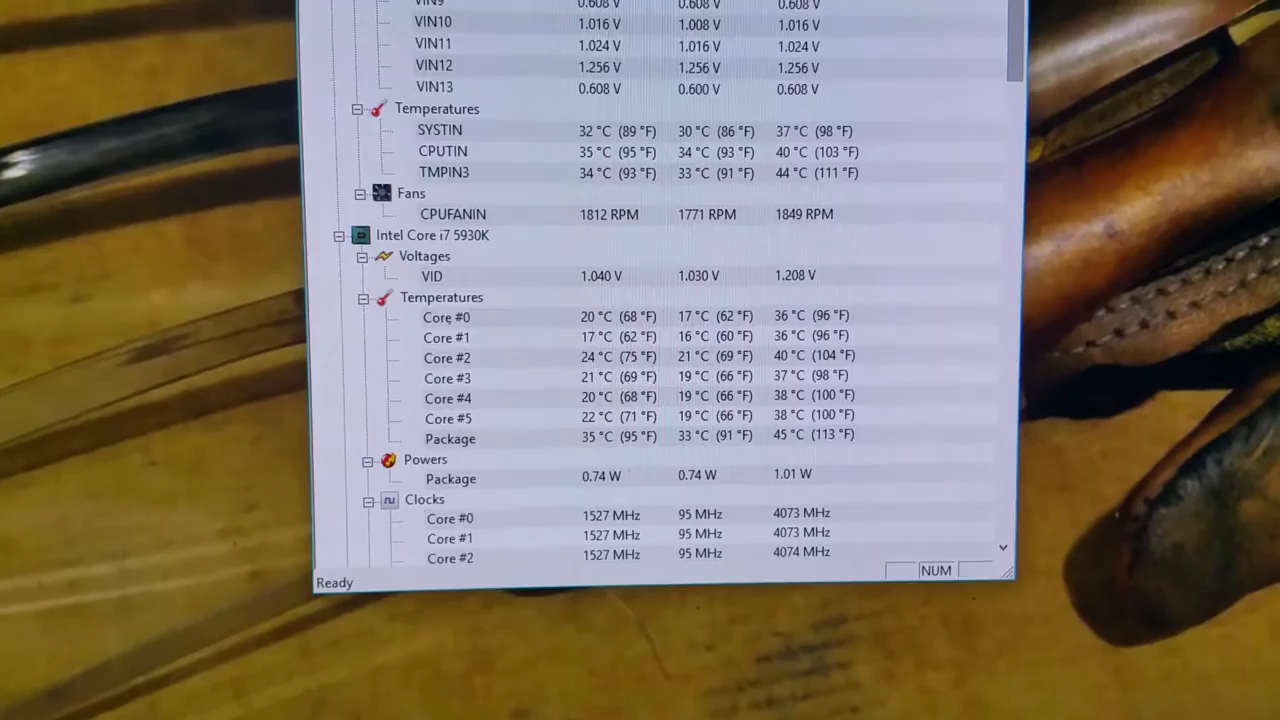 VIN9 0.608 V 0.608 V 0.608 V
VIN10 1.016 V 1.008 V 1.016 V
VIN11 1.024 V 1.016 V 1.024 V
VIN12 1.256 V 1.256 V 1.256 V
VIN13 0.608 V 0.600 V 0.608 V
Temperatures
SYSTIN 32 °C (89 °F) 30 °C (86 °F) 37 °C (98 °F)
CPUTIN 35 °C (95 °F) 34 °C (93 °F) 40 °C (103 °F)
TMPIN3 34 °C (93 °F) 33 °C (91 °F) 44 °C (111 °F)
Fans
CPUFANIN 1812 RPM 1771 RPM 1849 RPM
Intel Core i7 5930K
Voltages
VID 1.040 V 1.030 V 1.208 V
Temperatures
Core #0 20 °C (68 °F) 17 °C (62 °F) 36 °C (96 °F)
Core #1 17 °C (62 °F) 16 °C (60 °F) 36 °C (96 °F)
Core #2 24 °C (75 °F) 21 °C (69 °F) 40 °C (104 °F)
Core #3 21 °C (69 °F) 19 °C (66 °F) 37 °C (98 °F)
Core #4 20 °C (68 °F) 19 °C (66 °F) 38 °C (100 °F)
Core #5 22 °C (71 °F) 19 °C (66 °F) 38 °C (100 °F)
Package 35 °C (95 °F) 33 °C (91 °F) 45 °C (113 °F)
Powers
Package 0.74 W 0.74 W 1.01 W
Clocks
Core #0 1527 MHz 95 MHz 4073 MHz
Core #1 1527 MHz 95 MHz 4073 MHz
Core #2 1527 MHz 95 MHz 4074 MHz
Ready NUM